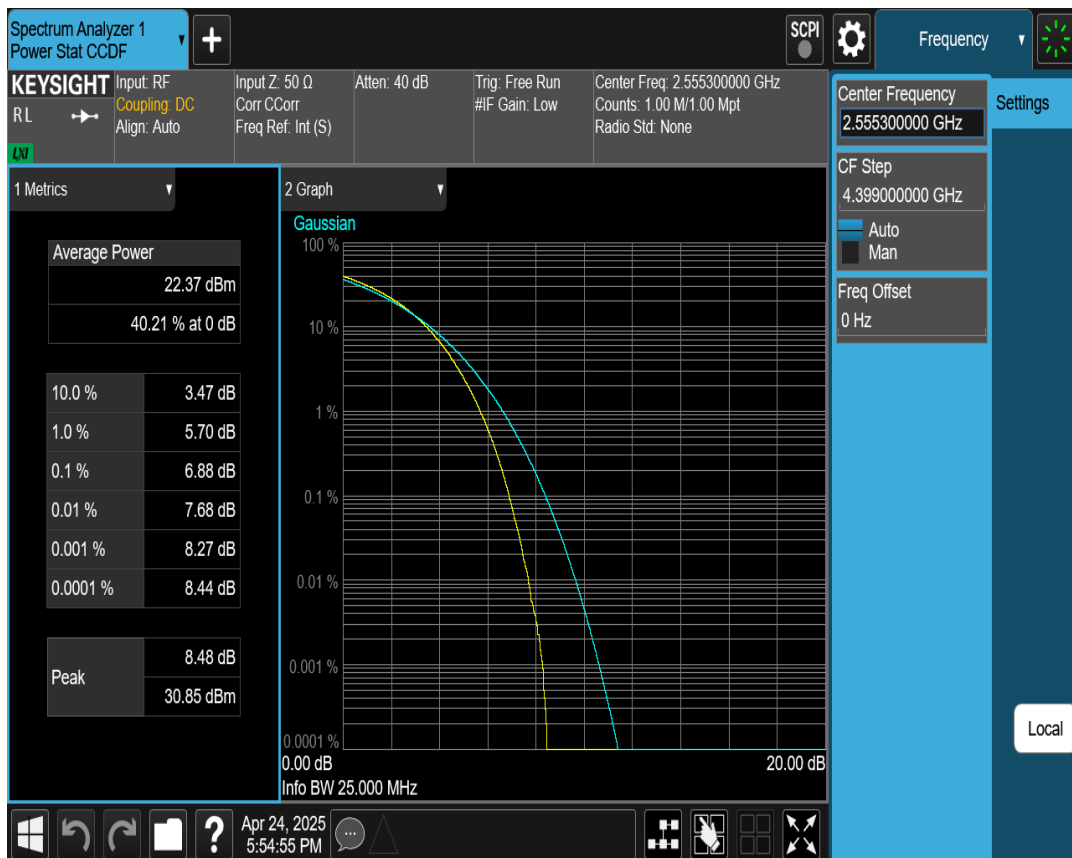 Spectrum Analyzer 1
Power Stat CCDF
+
SCPI
Frequency
KEYSIGHT
RL
LXI
Input: RF
Coupling: DC
Align: Auto
Input Z: 50 Ω
Corr CCorr
Freq Ref: Int (S)
Atten: 40 dB
Trig: Free Run
#IF Gain: Low
Center Freq: 2.555300000 GHz
Counts: 1.00 M/1.00 Mpt
Radio Std: None
Center Frequency
2.555300000 GHz
Settings
CF Step
4.399000000 GHz
Auto
Man
Freq Offset
0 Hz
Local
1 Metrics
Average Power
22.37 dBm
40.21 % at 0 dB
10.0 % 3.47 dB
1.0 % 5.70 dB
0.1 % 6.88 dB
0.01 % 7.68 dB
0.001 % 8.27 dB
0.0001 % 8.44 dB
Peak
8.48 dB
30.85 dBm
2 Graph
Gaussian
100 %
10 %
1 %
0.1 %
0.01 %
0.001 %
0.0001 %
0.00 dB 20.00 dB
Info BW 25.000 MHz
?
Apr 24, 2025
5:54:55 PM